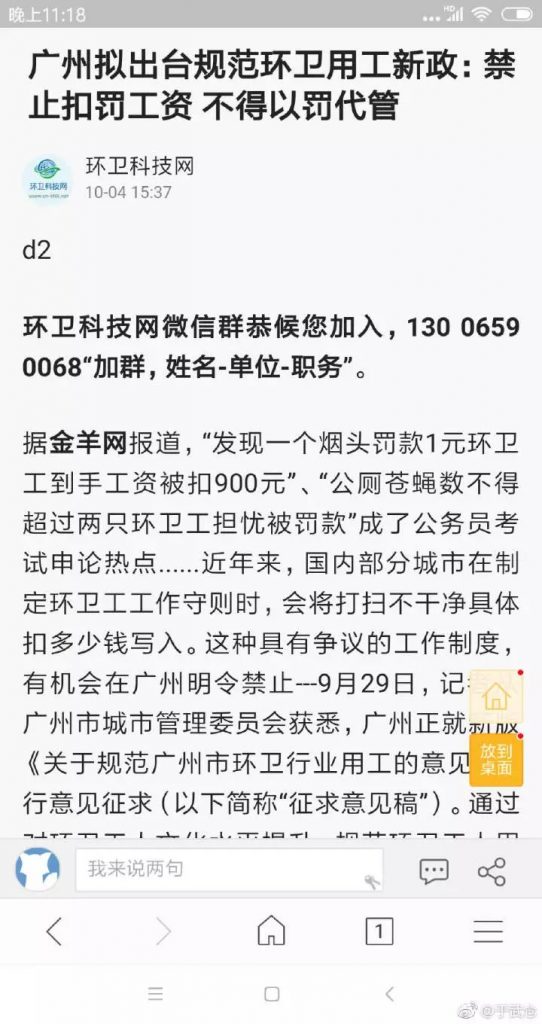 晚上11:18
HD
广州拟出台规范环卫用工新政：禁
止扣罚工资 不得以罚代管
环卫科技网
环卫科技网
10-04 15:37
d2
环卫科技网微信群恭候您加入，130 0659
0068“加群，姓名-单位-职务”。
据金羊网报道，“发现一个烟头罚款1元环卫
工到手工资被扣900元”、“公厕苍蝇数不得
超过两只环卫工担忧被罚款”成了公务员考
试申论热点......近年来，国内部分城市在制
定环卫工工作守则时，会将打扫不干净具体
扣多少钱写入。这种具有争议的工作制度，
有机会在广州明令禁止---9月29日，记
广州市城市管理委员会获悉，广州正就新版
《关于规范广州市环卫行业用工的意见
行意见征求（以下简称“征求意见稿”）。通过
放到
桌面
我来说两句
1
@于武仓